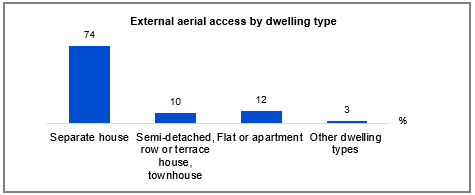 External aerial access by dwelling type
74
10
12
3
%
Separate house
Semi-detached,
row or terrace
house,
townhouse
Flat or apartment
Other dwelling
types